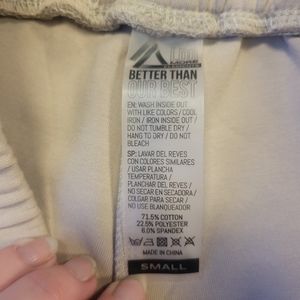 MORE
BETTER THAN
OUR BEST
EN: WASH INSIDE OUT
WITH LIKE COLORS / COOL
IRON / IRON INSIDE OUT /
DO NOT TUMBLE DRY /
HANG TO DRY / DO NOT
BLEACH
SP: LAVAR DEL REVES
CON COLORES SIMILARES
/ USAR PLANCHA
TEMPERATURA /
PLANCHAR DEL REVES /
NO SECAR EN SECADORA /
COLGAR PARA SECAR /
NO USAR BLANQUEADOR
71.5% COTTON
22.5% POLYESTER
6.0% SPANDEX
MADE IN CHINA
SMALL